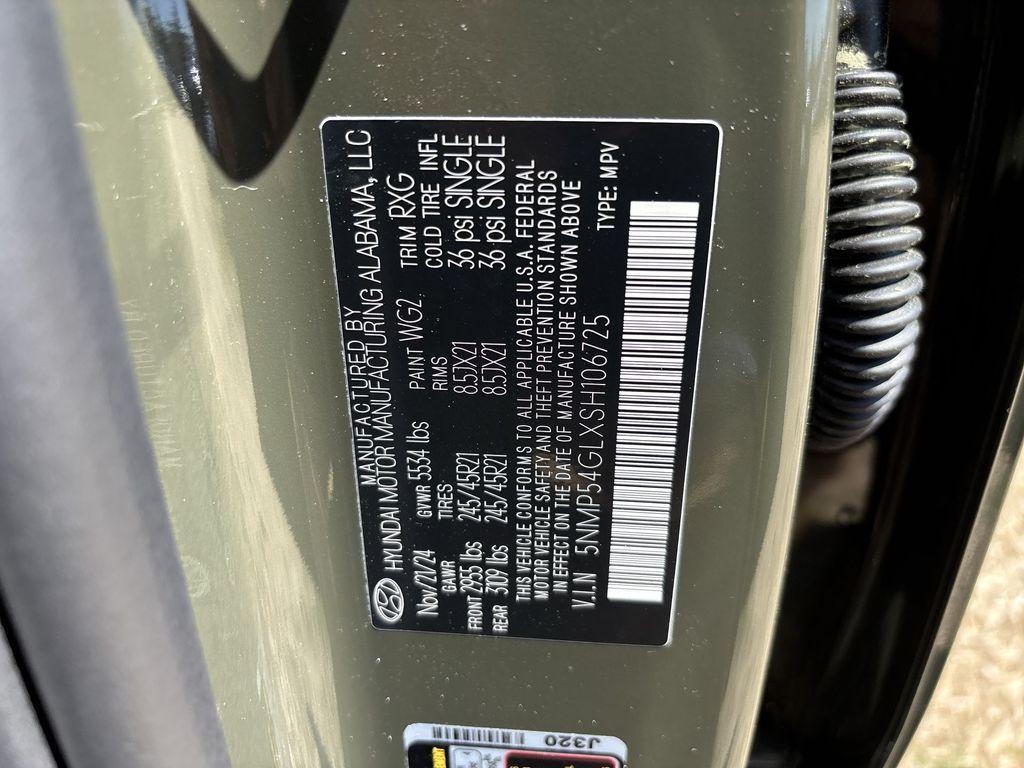 MANUFACTURED BY
HYUNDAI MOTOR MANUFACTURING ALABAMA, LLC
Nov/21/24 GVWR 5534 lbs PAINT WG2. TRIM RXG
GAWR TIRES RIMS COLD TIRE INFL
FRONT 2955 lbs 245/45R21 8.5JX21 36 psi SINGLE
REAR 3109 lbs 245/45R21 8.5JX21 36 psi SINGLE
THIS VEHICLE CONFORMS TO ALL APPLICABLE U.S.A. FEDERAL
MOTOR VEHICLE SAFETY AND THEFT PREVENTION STANDARDS
IN EFFECT ON THE DATE OF MANUFACTURE SHOWN ABOVE
V.I.N 5NMP54GLXSH106725 TYPE: MPV
J320